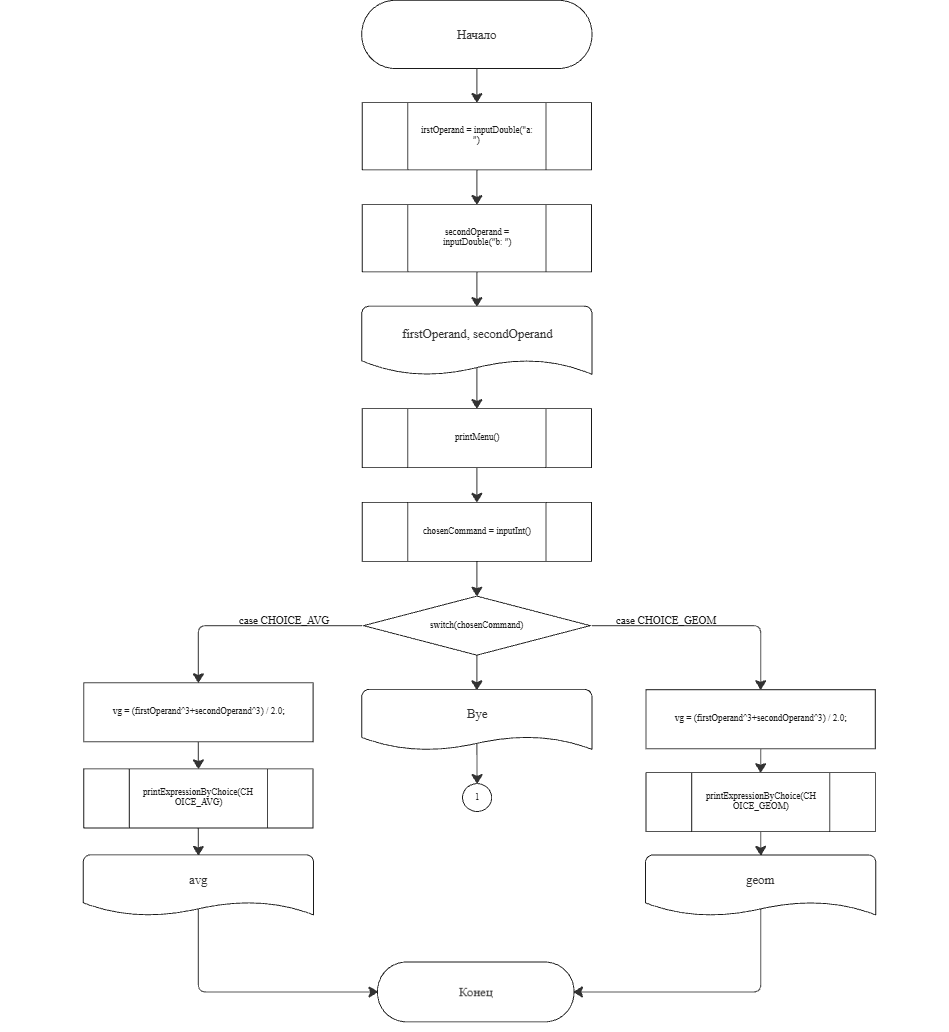 Начало
irstOperand = inputDouble("a:
")
secondOperand =
inputDouble("b: ")
firstOperand, secondOperand
printMenu()
chosenCommand = inputInt()
case CHOICE_AVG
switch(chosenCommand)
case CHOICE_GEOM
vg = (firstOperand^3+secondOperand^3) / 2.0;
Bye
vg = (firstOperand^3+secondOperand^3) / 2.0;
printExpressionByChoice(CH
OICE_AVG)
1
printExpressionByChoice(CH
OICE_GEOM)
avg
geom
Конец